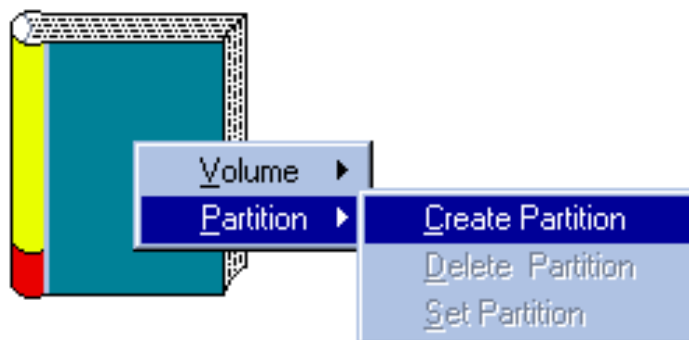 Volume
Partition
Create Partition
Delete Partition
Set Partition